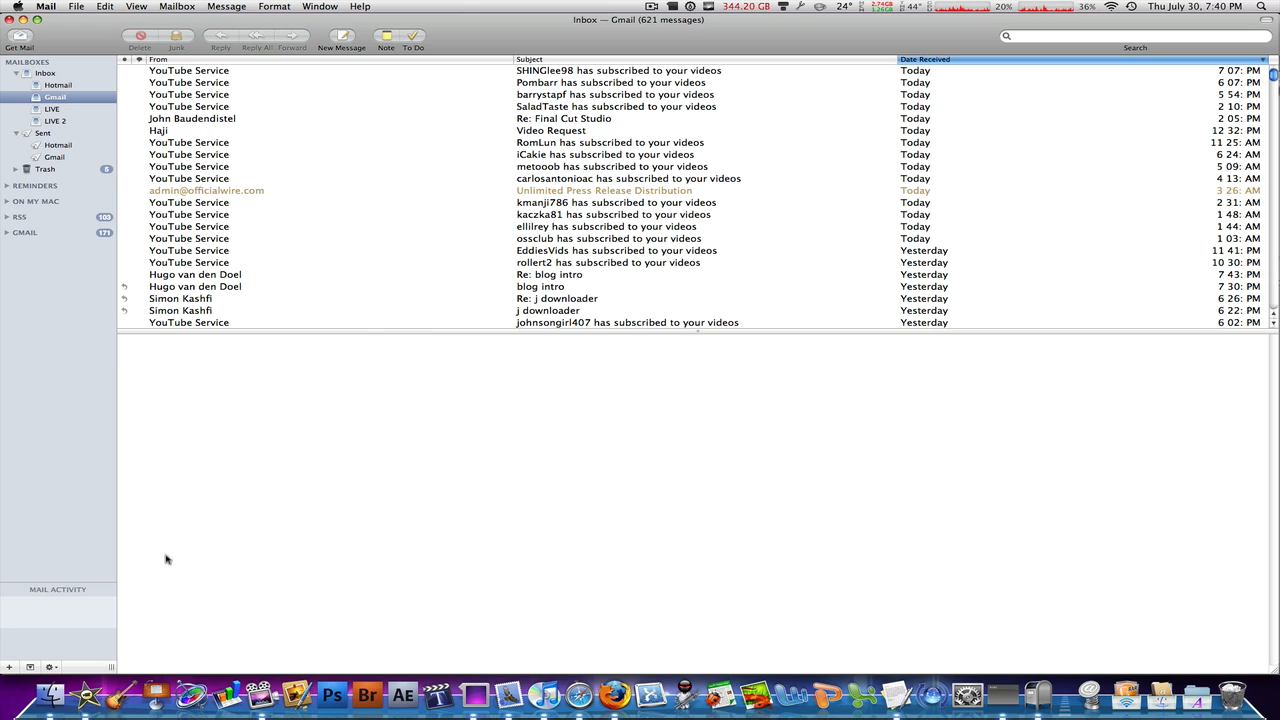 Mail File Edit View Mailbox Message Format Window Help 344.20 GB 24° 2.74GB 1.26GB 44° 20% 36% Thu July 30, 7:40 PM
Inbox — Gmail (621 messages)
Get Mail Delete Junk Reply Reply All Forward New Message Note To Do Search
MAILBOXES
Inbox
Hotmail
Gmail
LIVE
LIVE 2
Sent
Hotmail
Gmail
Trash 6
REMINDERS
ON MY MAC
RSS 103
GMAIL 171
From Subject Date Received
YouTube Service SHINGlee98 has subscribed to your videos Today 7 07: PM
YouTube Service Pombarr has subscribed to your videos Today 6 07: PM
YouTube Service barrystapf has subscribed to your videos Today 5 54: PM
YouTube Service SaladTaste has subscribed to your videos Today 2 10: PM
John Baudendistel Re: Final Cut Studio Today 2 05: PM
Haji Video Request Today 12 32: PM
YouTube Service RomLun has subscribed to your videos Today 11 25: AM
YouTube Service iCakie has subscribed to your videos Today 6 24: AM
YouTube Service metooob has subscribed to your videos Today 5 09: AM
YouTube Service carlosantonioac has subscribed to your videos Today 4 13: AM
admin@officialwire.com Unlimited Press Release Distribution Today 3 26: AM
YouTube Service kmanji786 has subscribed to your videos Today 2 31: AM
YouTube Service kaczka81 has subscribed to your videos Today 1 48: AM
YouTube Service ellilrey has subscribed to your videos Today 1 44: AM
YouTube Service ossclub has subscribed to your videos Today 1 03: AM
YouTube Service EddiesVids has subscribed to your videos Yesterday 11 41: PM
YouTube Service rollert2 has subscribed to your videos Yesterday 10 30: PM
Hugo van den Doel Re: blog intro Yesterday 7 43: PM
Hugo van den Doel blog intro Yesterday 7 30: PM
Simon Kashfi Re: j downloader Yesterday 6 26: PM
Simon Kashfi j downloader Yesterday 6 22: PM
YouTube Service johnsongirl407 has subscribed to your videos Yesterday 6 02: PM
MAIL ACTIVITY
Ps Br AE